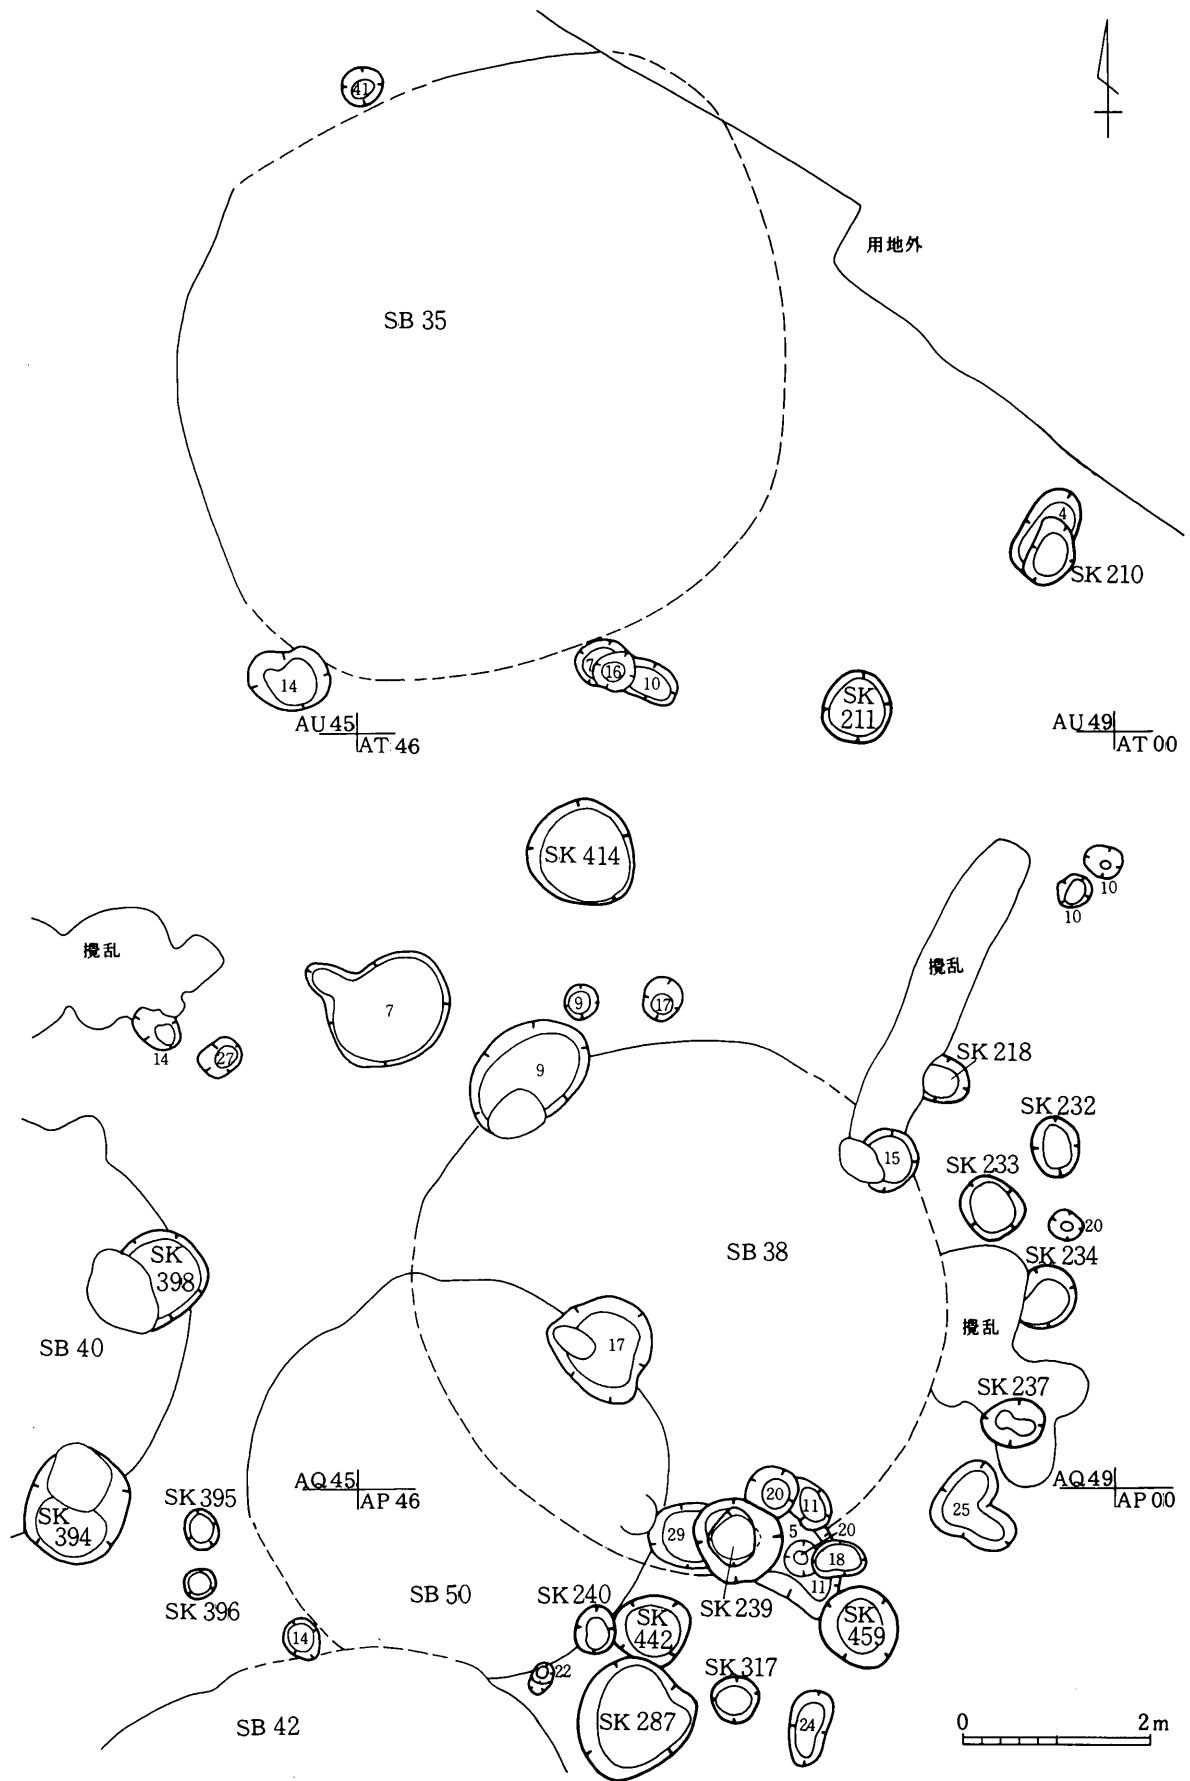 41
用地外
SB 35
4
SK 210
14
7
16
10
SK
211
AU 45
AT 46
AU 49
AT 00
SK 414
10
10
攪乱
攪乱
7
9
17
14
27
9
SK 218
SK 232
15
SK 233
20
SB 38
SK 234
SK
398
攪乱
SB 40
17
SK 237
AQ 45
AP 46
AQ 49
AP 00
SK 395
20
11
25
SK
394
29
5
20
18
SK 396
SB 50
SK 240
11
SK 239
SK
442
SK
459
14
22
SK 317
SK 287
24
SB 42
0
2m